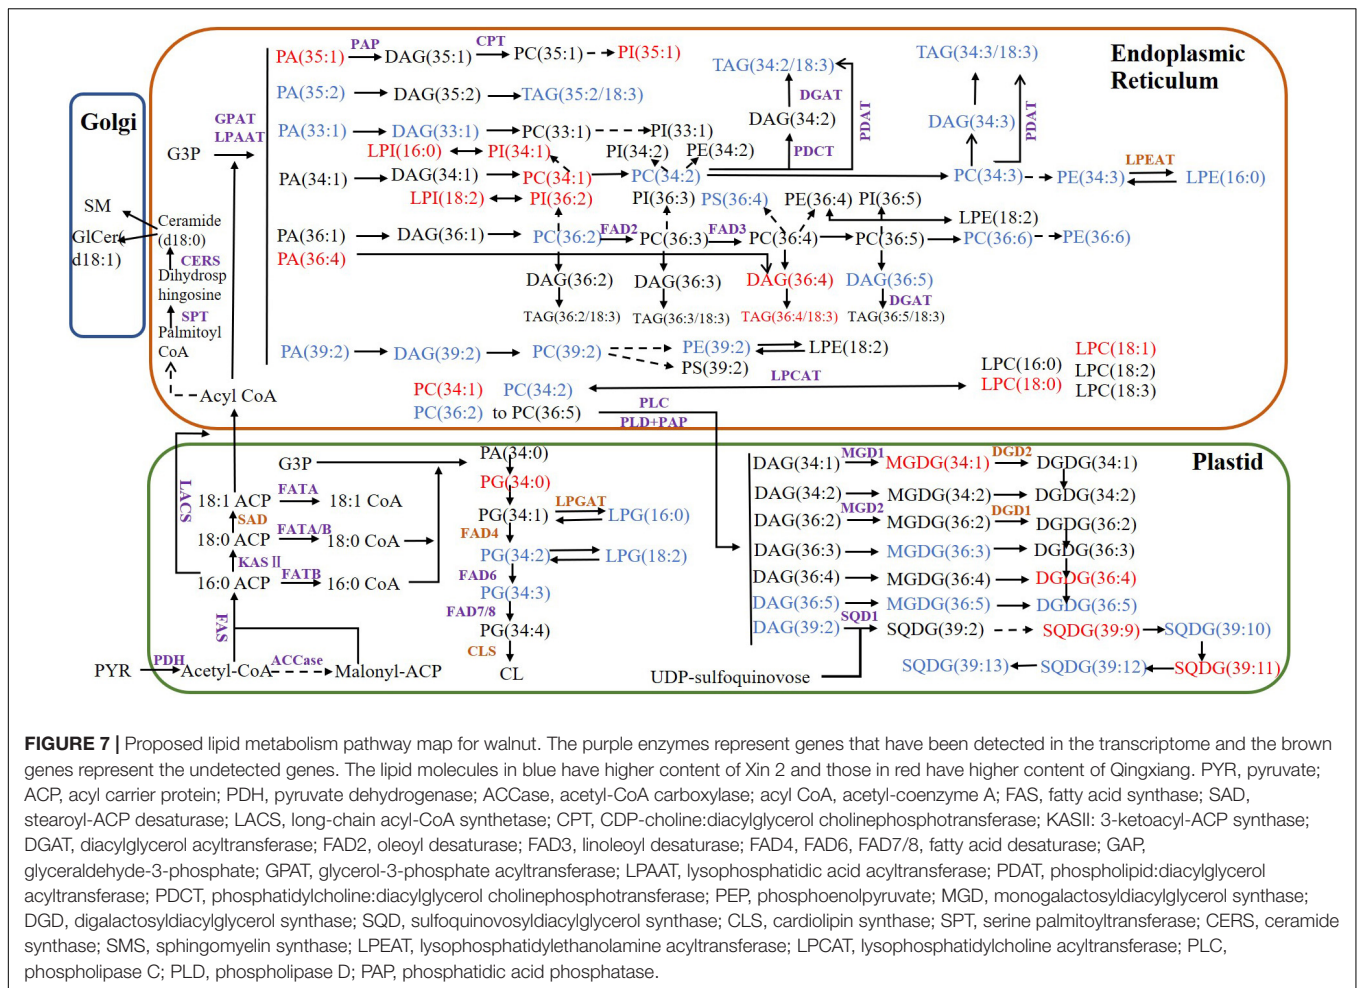 PA(35:1) PAP DAG(35:1) CPT PC(35:1) PI(35:1)
TAG(34:2/18:3) TAG(34:3/18:3)
Endoplasmic
Reticulum
PA(35:2) DAG(35:2) TAG(35:2/18:3)
DGAT PDAT PDAT
Golgi
GPAT
LPAAT
G3P
PA(33:1) DAG(33:1) PC(33:1) PI(33:1)
DAG(34:2) DAG(34:3)
LPI(16:0) PI(34:1) PI(34:2) PE(34:2) PDCT
LPEAT
PA(34:1) DAG(34:1) PC(34:1) PC(34:2) PC(34:3) PE(34:3) LPE(16:0)
LPI(18:2) PI(36:2) PI(36:3) PS(36:4) PE(36:4) PI(36:5)
LPE(18:2)
SM
Ceramide
(d18:0)
GlCer(
d18:1)
CERS
Dihydrosp
hingosine
SPT
Palmitoyl
CoA
PA(36:1) DAG(36:1) PC(36:2) FAD2 PC(36:3) FAD3 PC(36:4) PC(36:5) PC(36:6) PE(36:6)
PA(36:4)
DAG(36:2) DAG(36:3) DAG(36:4) DAG(36:5)
DGAT
TAG(36:2/18:3) TAG(36:3/18:3) TAG(36:4/18:3) TAG(36:5/18:3)
PA(39:2) DAG(39:2) PC(39:2) PE(39:2) LPE(18:2)
PS(39:2)
LPC(18:1)
LPC(16:0)
LPC(18:2)
LPC(18:0)
LPC(18:3)
LPCAT
Acyl CoA
PC(34:1) PC(34:2)
PC(36:2) to PC(36:5) PLC
PLD+PAP
Plastid
G3P
LACS
18:1 ACP FATA 18:1 CoA
SAD
18:0 ACP FATA/B 18:0 CoA
KAS II
16:0 ACP FATB 16:0 CoA
FAS
PYR PDH Acetyl-CoA ACCase Malonyl-ACP
PA(34:0)
PG(34:0)
PG(34:1) LPGAT LPG(16:0)
FAD4
PG(34:2) LPG(18:2)
FAD6
PG(34:3)
FAD7/8
PG(34:4)
CLS
CL
DAG(34:1) MGD1 MGDG(34:1) DGD2 DGDG(34:1)
DAG(34:2) MGDG(34:2) DGDG(34:2)
DAG(36:2) MGD2 MGDG(36:2) DGD1 DGDG(36:2)
DAG(36:3) MGDG(36:3) DGDG(36:3)
DAG(36:4) MGDG(36:4) DGDG(36:4)
DAG(36:5) MGDG(36:5) DGDG(36:5)
DAG(39:2) SQD1 SQDG(39:2) SQDG(39:9) SQDG(39:10)
UDP-sulfoquinovose SQDG(39:13) SQDG(39:12) SQDG(39:11)
FIGURE 7 | Proposed lipid metabolism pathway map for walnut. The purple enzymes represent genes that have been detected in the transcriptome and the brown
genes represent the undetected genes. The lipid molecules in blue have higher content of Xin 2 and those in red have higher content of Qingxiang. PYR, pyruvate;
ACP, acyl carrier protein; PDH, pyruvate dehydrogenase; ACCase, acetyl-CoA carboxylase; acyl CoA, acetyl-coenzyme A; FAS, fatty acid synthase; SAD,
stearoyl-ACP desaturase; LACS, long-chain acyl-CoA synthetase; CPT, CDP-choline:diacylglycerol cholinephosphotransferase; KASII: 3-ketoacyl-ACP synthase;
DGAT, diacylglycerol acyltransferase; FAD2, oleoyl desaturase; FAD3, linoleoyl desaturase; FAD4, FAD6, FAD7/8, fatty acid desaturase; GAP,
glyceraldehyde-3-phosphate; GPAT, glycerol-3-phosphate acyltransferase; LPAAT, lysophosphatidic acid acyltransferase; PDAT, phospholipid:diacylglycerol
acyltransferase; PDCT, phosphatidylcholine:diacylglycerol cholinephosphotransferase; PEP, phosphoenolpyruvate; MGD, monogalactosyldiacylglycerol synthase;
DGD, digalactosyldiacylglycerol synthase; SQD, sulfoquinovosyldiacylglycerol synthase; CLS, cardiolipin synthase; SPT, serine palmitoyltransferase; CERS, ceramide
synthase; SMS, sphingomyelin synthase; LPEAT, lysophosphatidylethanolamine acyltransferase; LPCAT, lysophosphatidylcholine acyltransferase; PLC,
phospholipase C; PLD, phospholipase D; PAP, phosphatidic acid phosphatase.